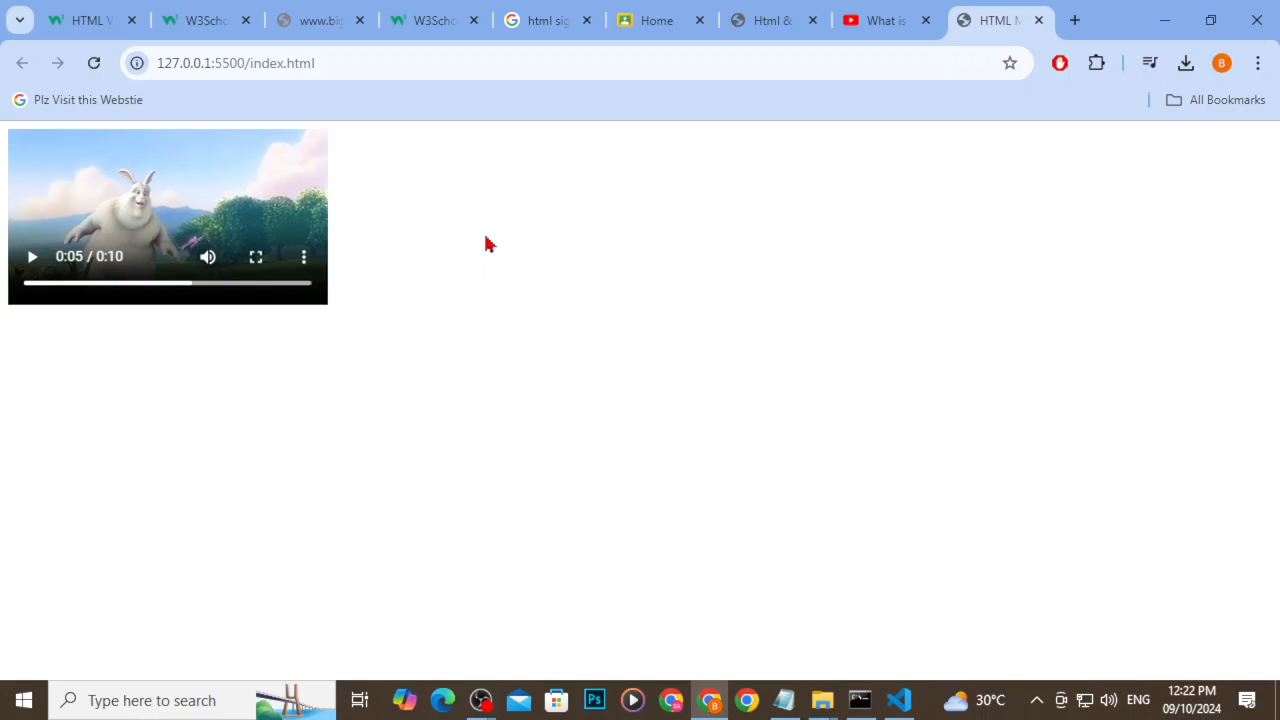 HTML V
W3Scho
www.big
W3Scho
html sig
Home
Html &
What is
HTML M
127.0.0.1:5500/index.html
B
Plz Visit this Webstie
All Bookmarks
0:05 / 0:10
Type here to search
Ps
30°C
ENG
12:22 PM
09/10/2024